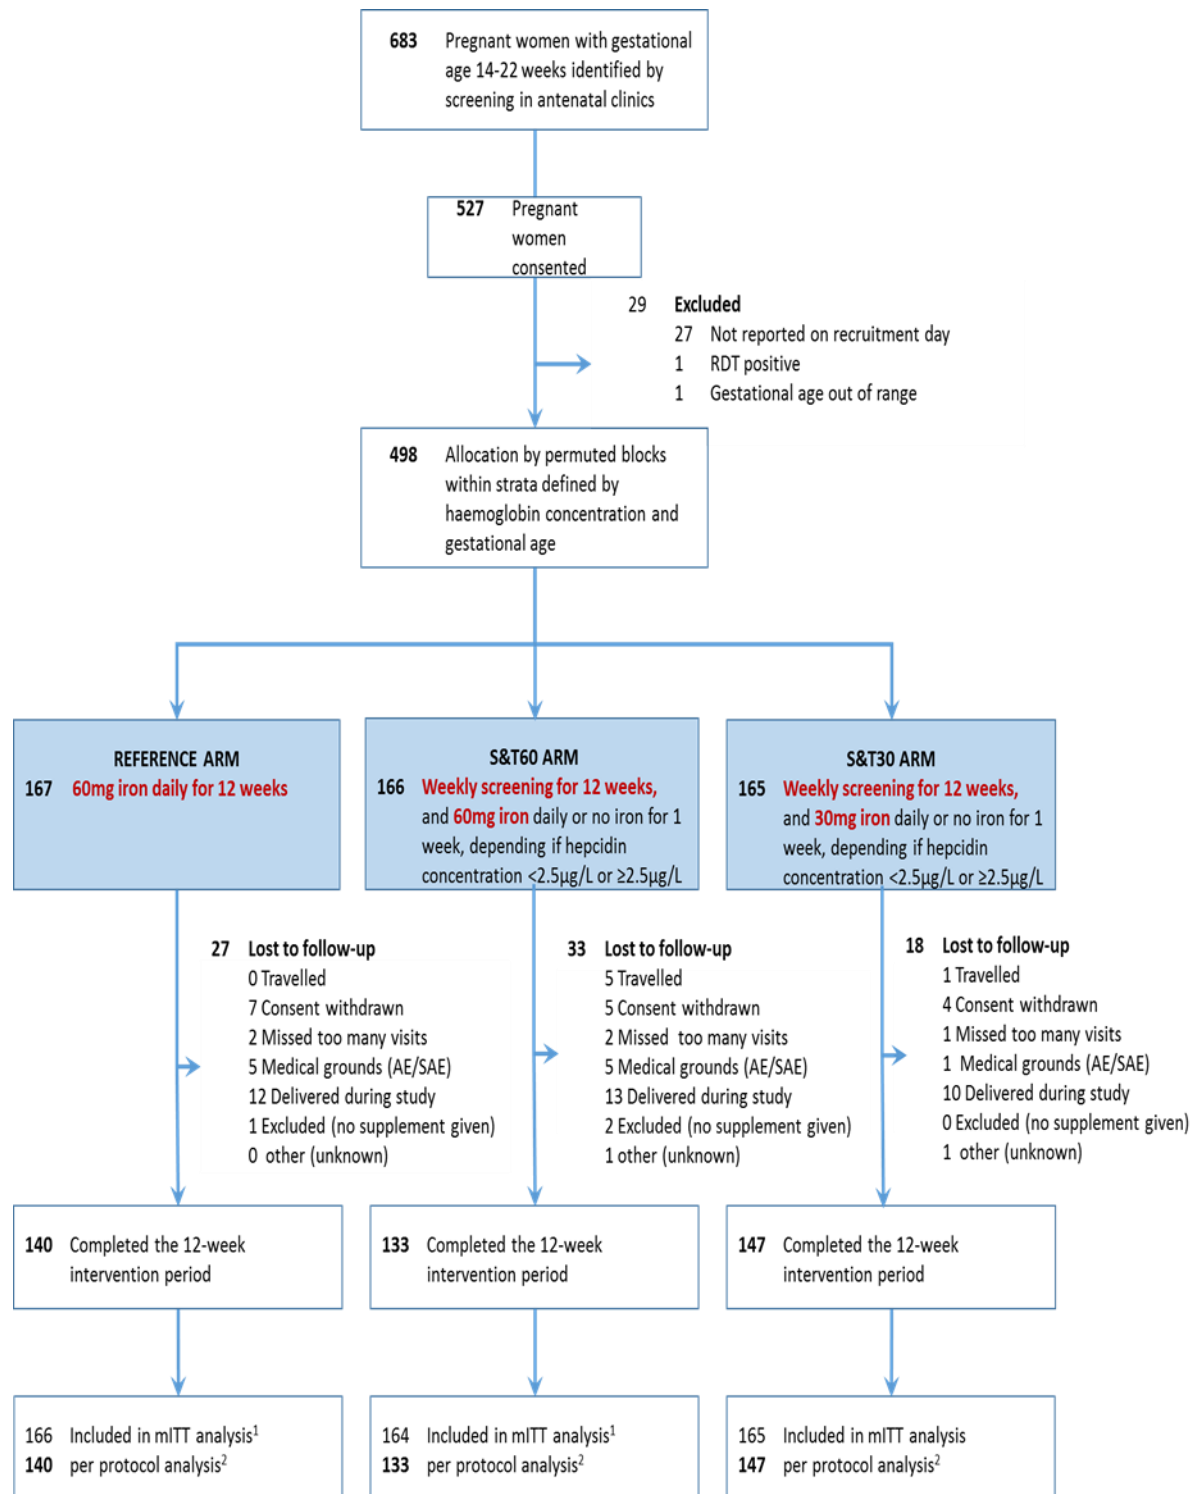 683 Pregnant women with gestational
age 14-22 weeks identified by
screening in antenatal clinics
527 Pregnant
women
consented
29 Excluded
27 Not reported on recruitment day
1 RDT positive
1 Gestational age out of range
498 Allocation by permuted blocks
within strata defined by
haemoglobin concentration and
gestational age
REFERENCE ARM
167 60mg iron daily for 12 weeks
S&T60 ARM
166 Weekly screening for 12 weeks,
and 60mg iron daily or no iron for 1
week, depending if hepcidin
concentration <2.5µg/L or ≥2.5µg/L
S&T30 ARM
165 Weekly screening for 12 weeks,
and 30mg iron daily or no iron for 1
week, depending if hepcidin
concentration <2.5µg/L or ≥2.5µg/L
27 Lost to follow-up
0 Travelled
7 Consent withdrawn
2 Missed too many visits
5 Medical grounds (AE/SAE)
12 Delivered during study
1 Excluded (no supplement given)
0 other (unknown)
33 Lost to follow-up
5 Travelled
5 Consent withdrawn
2 Missed too many visits
5 Medical grounds (AE/SAE)
13 Delivered during study
2 Excluded (no supplement given)
1 other (unknown)
18 Lost to follow-up
1 Travelled
4 Consent withdrawn
1 Missed too many visits
1 Medical grounds (AE/SAE)
10 Delivered during study
0 Excluded (no supplement given)
1 other (unknown)
140 Completed the 12-week
intervention period
133 Completed the 12-week
intervention period
147 Completed the 12-week
intervention period
166 Included in mITT analysis¹
140 per protocol analysis²
164 Included in mITT analysis¹
133 per protocol analysis²
165 Included in mITT analysis
147 per protocol analysis²